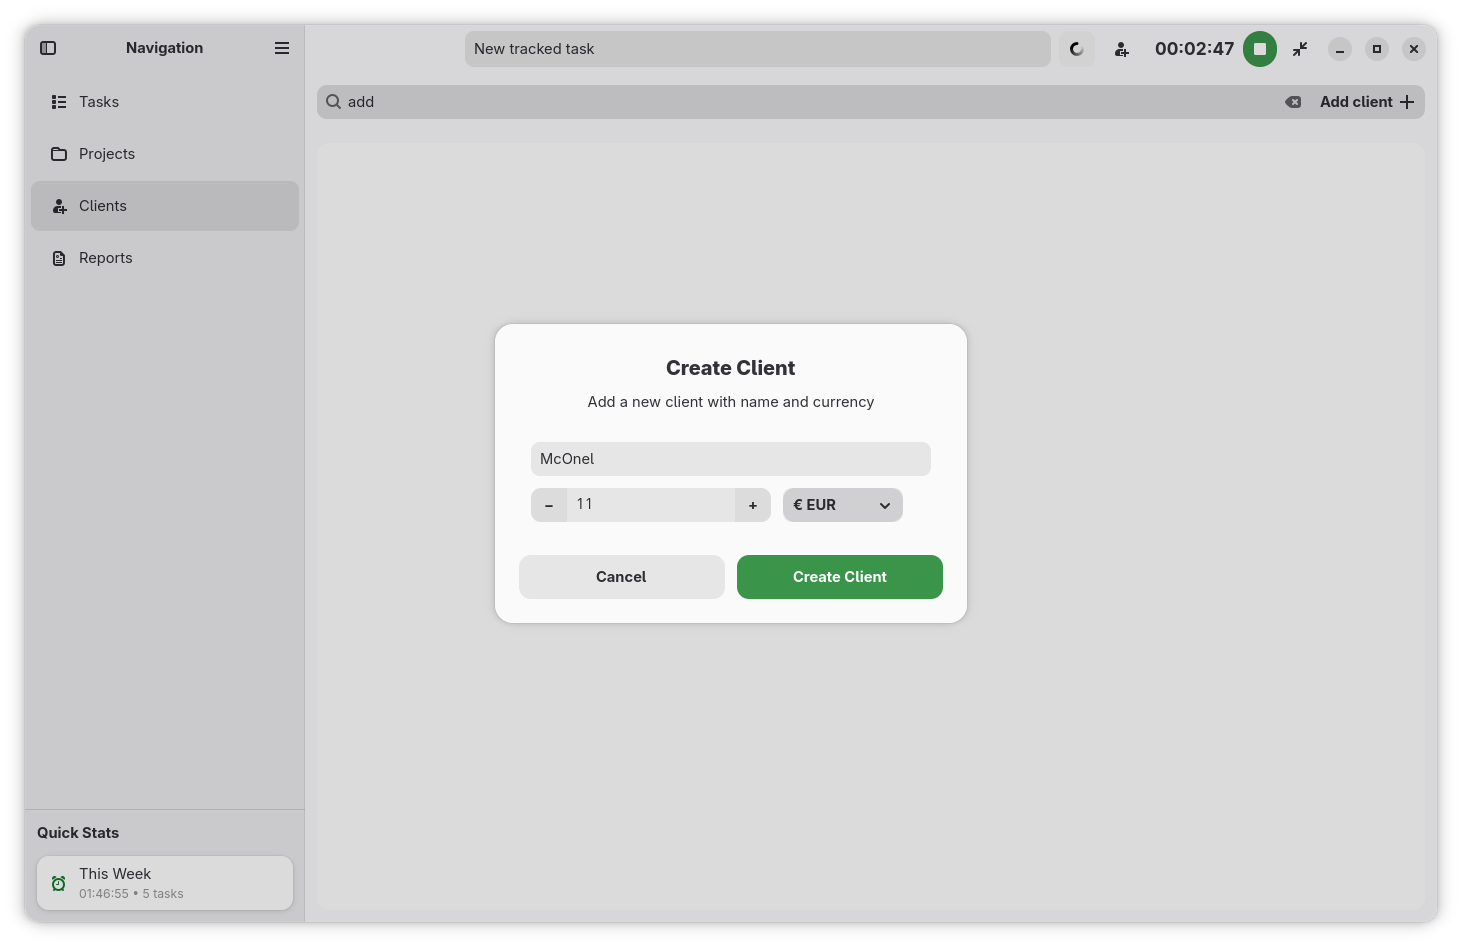 Navigation
New tracked task
00:02:47
Tasks
Projects
Clients
Reports
add
Add client
Create Client
Add a new client with name and currency
McOnel
− 11 +
€ EUR
Cancel
Create Client
Quick Stats
This Week
01:46:55 • 5 tasks